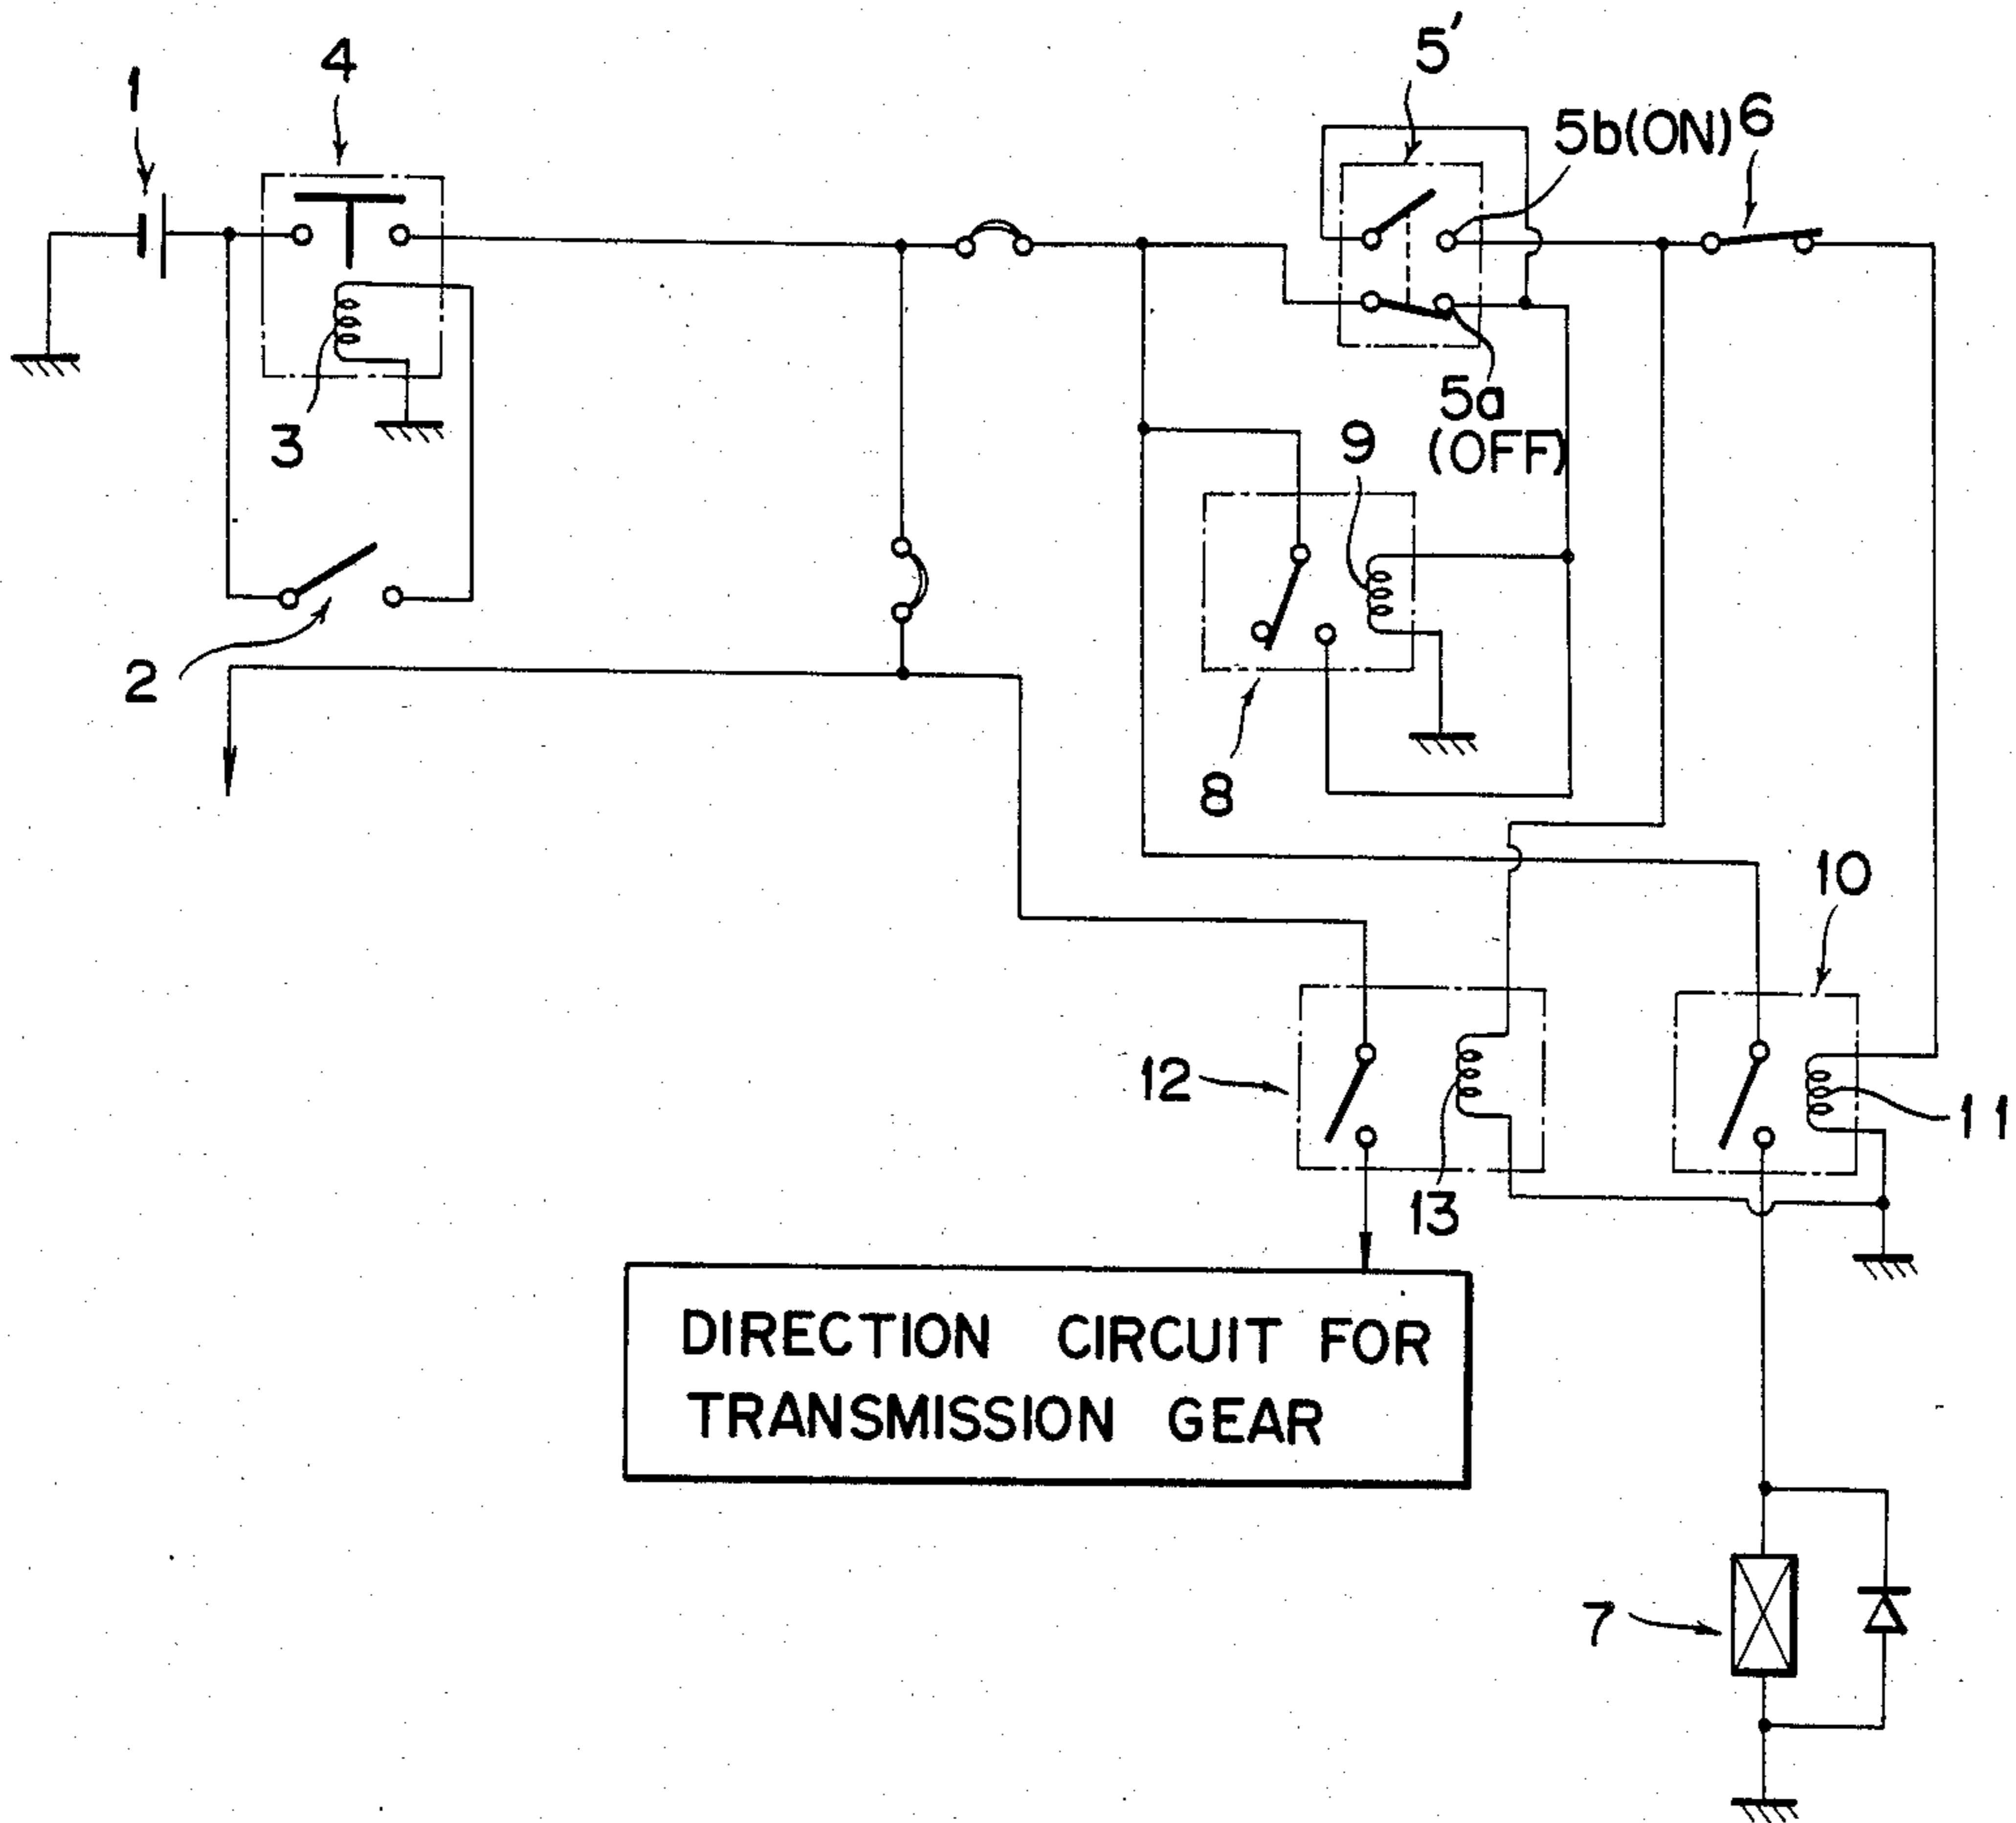 1
4
5'
5b(ON)
6
3
5a
(OFF)
9
2
8
10
12
11
13
DIRECTION CIRCUIT FOR
TRANSMISSION GEAR
7